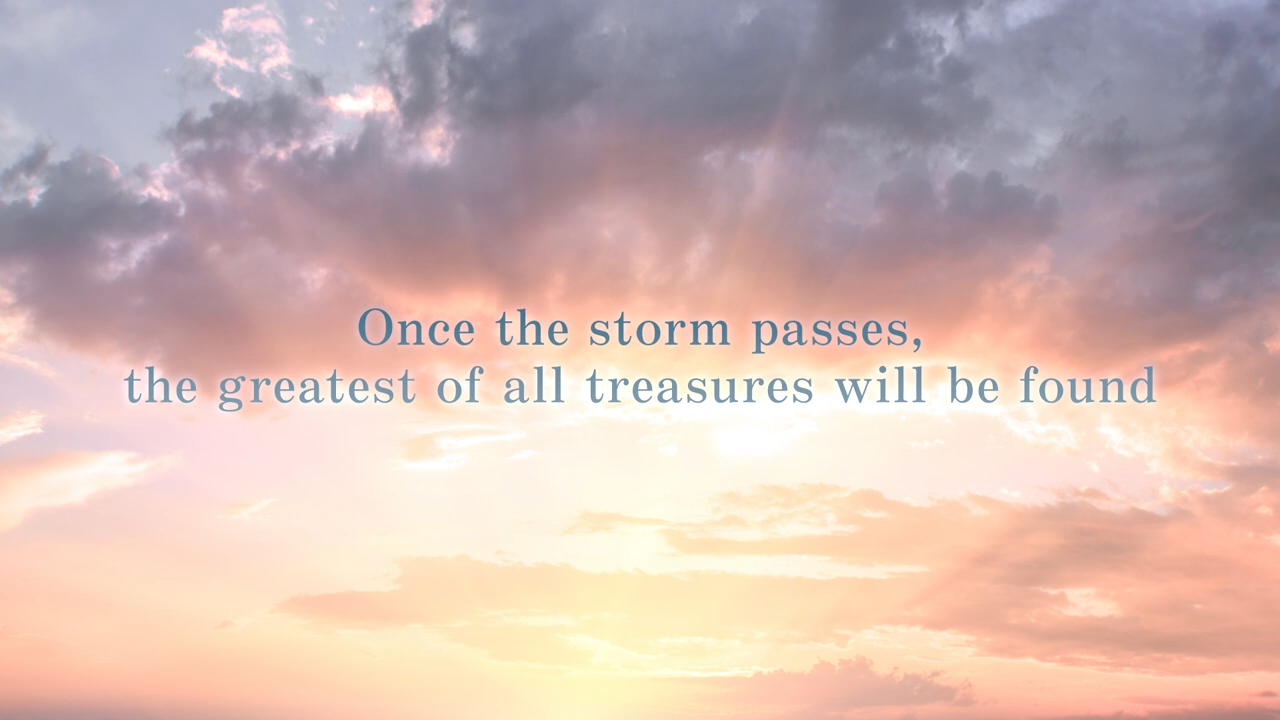 Once the storm passes,
the greatest of all treasures will be found